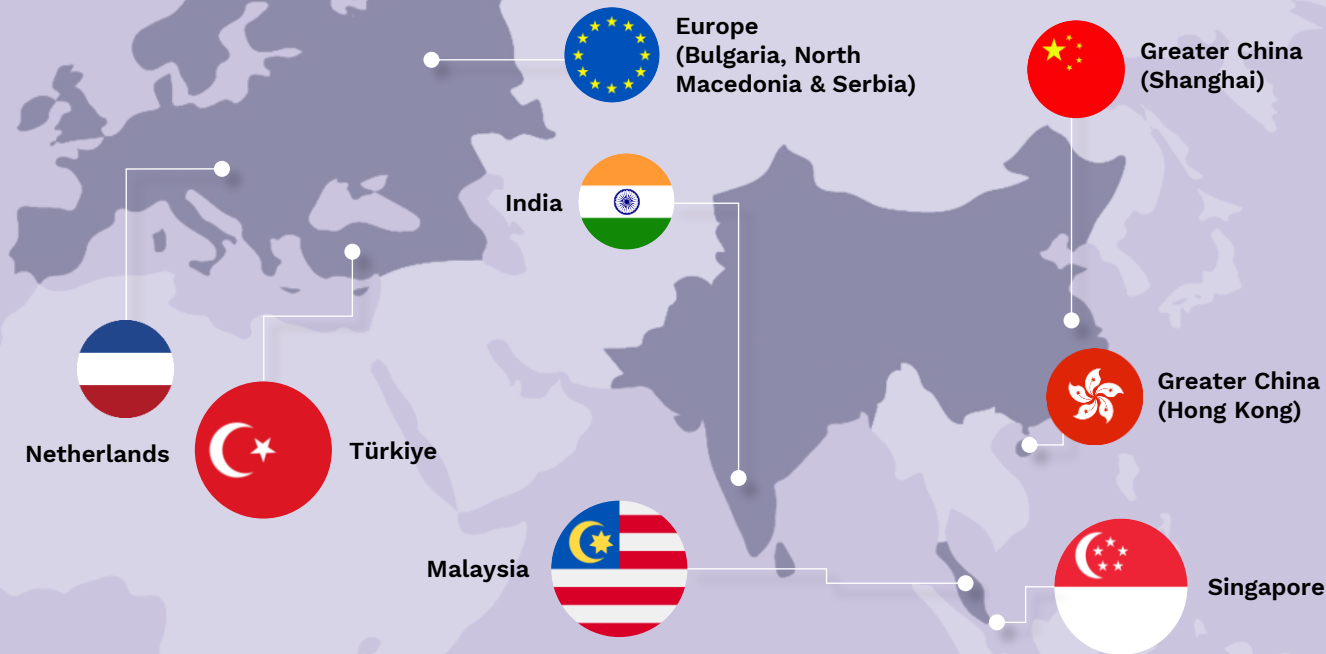 Europe
(Bulgaria, North
Macedonia & Serbia)
Greater China
(Shanghai)
India
Greater China
(Hong Kong)
Netherlands
Türkiye
Malaysia
Singapore